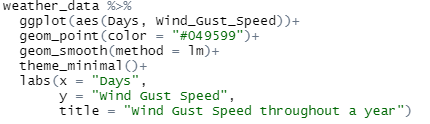 weather_data %>%
ggplot(aes(Days, Wind_Gust_Speed))+
geom_point(color = "#049599")+
geom_smooth(method = lm)+
theme_minimal()+
labs(x = "Days",
y = "Wind Gust Speed",
title = "Wind Gust Speed throughout a year")